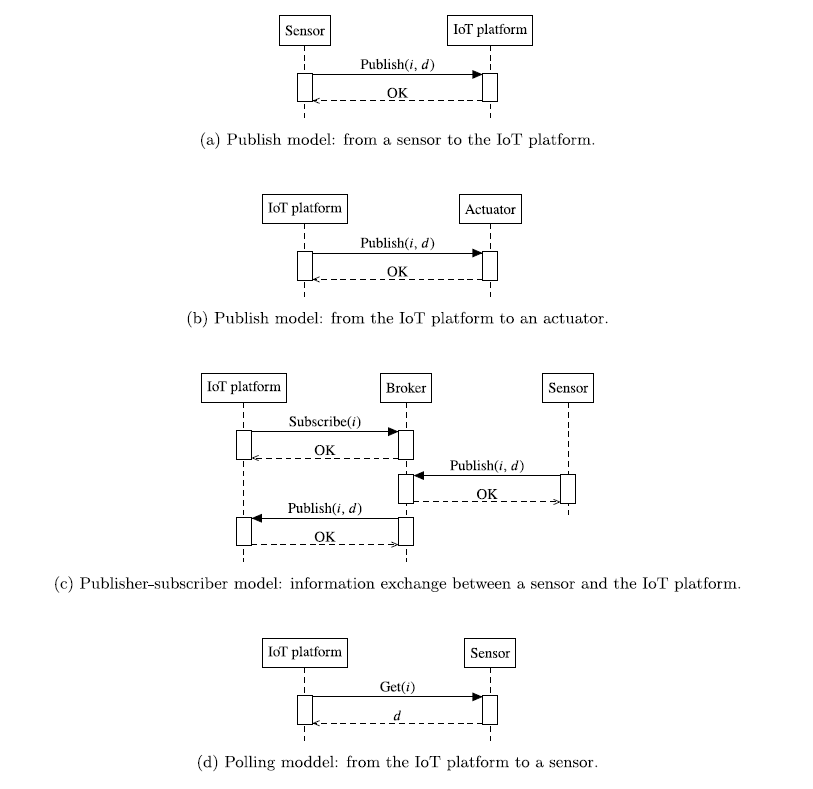 Sensor IoT platform
Publish(i, d)
OK
(a) Publish model: from a sensor to the IoT platform.
IoT platform Actuator
Publish(i, d)
OK
(b) Publish model: from the IoT platform to an actuator.
IoT platform Broker Sensor
Subscribe(i)
OK
Publish(i, d)
OK
Publish(i, d)
OK
(c) Publisher–subscriber model: information exchange between a sensor and the IoT platform.
IoT platform Sensor
Get(i)
d
(d) Polling moddel: from the IoT platform to a sensor.